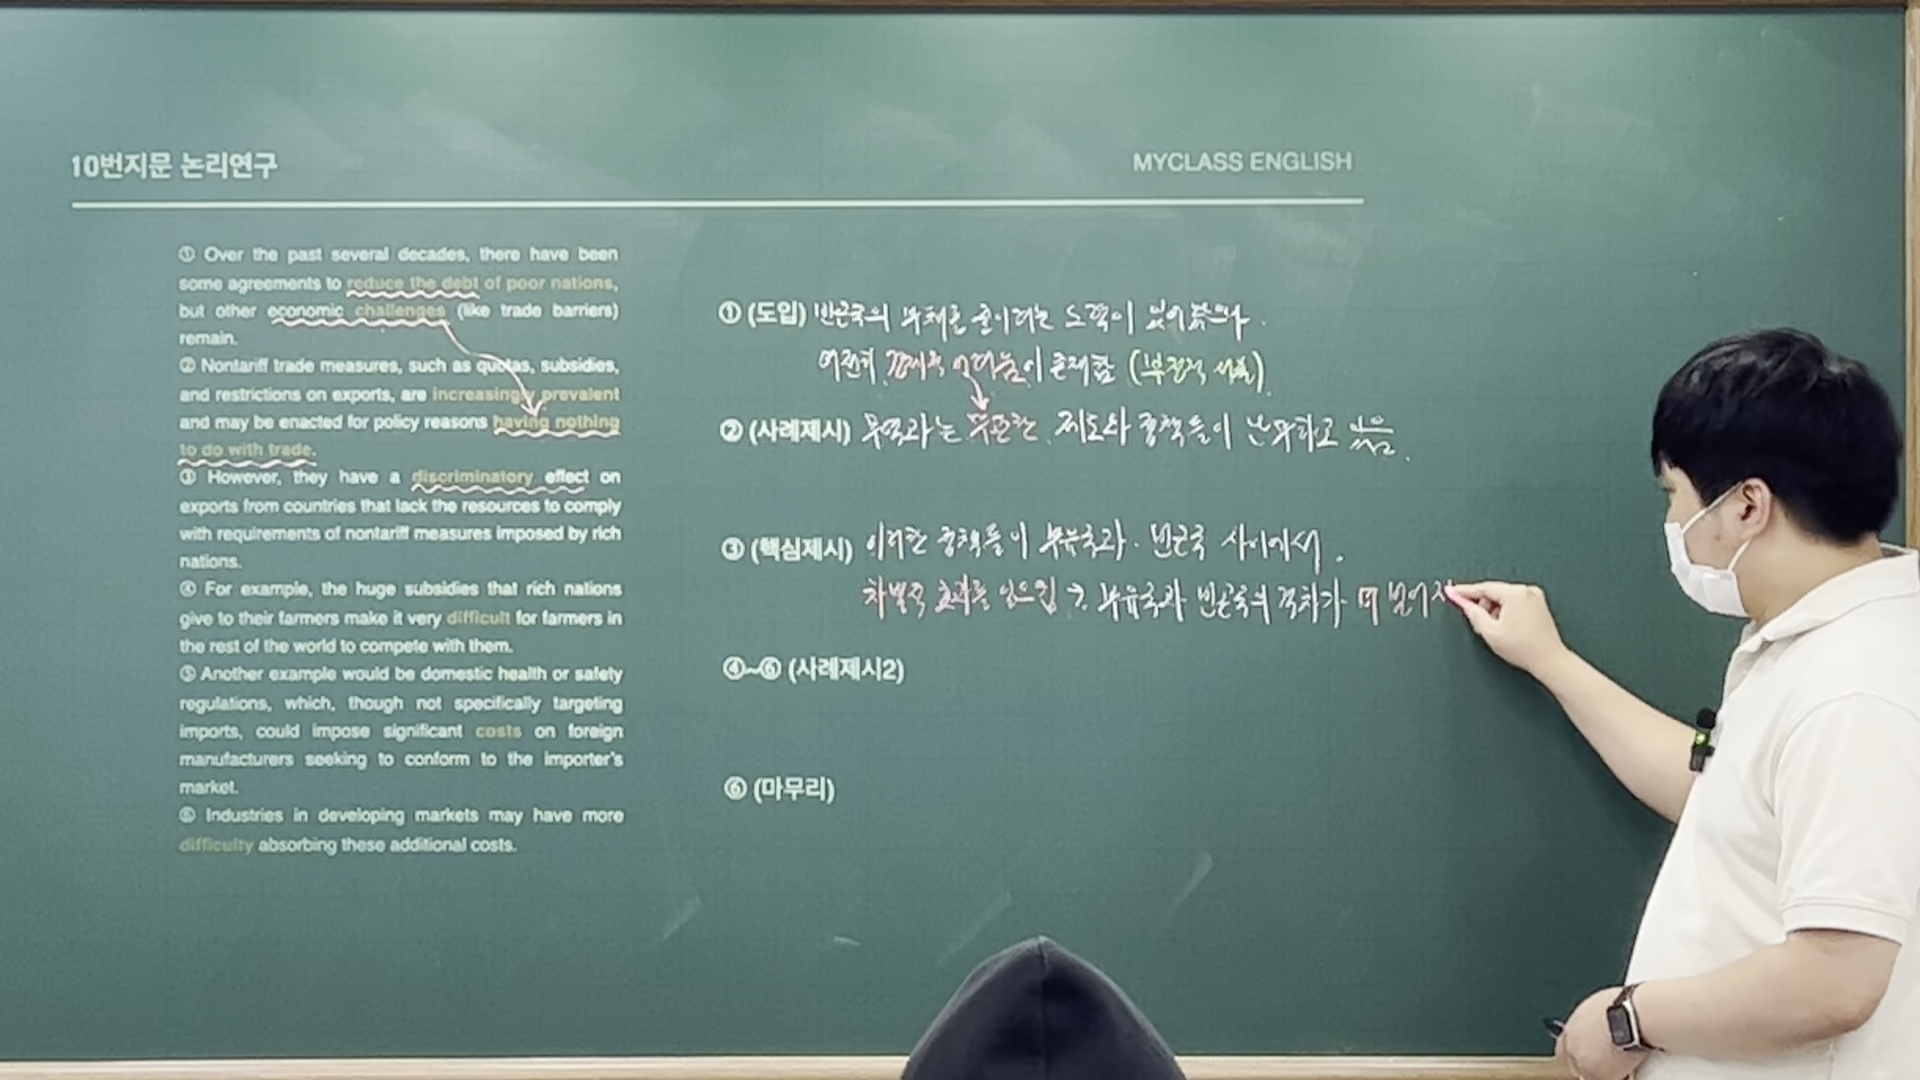 10번지문 논리연구
MYCLASS ENGLISH
① Over the past several decades, there have been
some agreements to reduce the debt of poor nations,
but other economic challenges (like trade barriers)
remain.
② Nontariff trade measures, such as quotas, subsidies,
and restrictions on exports, are increasingly prevalent
and may be enacted for policy reasons having nothing
to do with trade.
③ However, they have a discriminatory effect on
exports from countries that lack the resources to comply
with requirements of nontariff measures imposed by rich
nations.
④ For example, the huge subsidies that rich nations
give to their farmers make it very difficult for farmers in
the rest of the world to compete with them.
⑤ Another example would be domestic health or safety
regulations, which, though not specifically targeting
imports, could impose significant costs on foreign
manufacturers seeking to conform to the importer's
market.
⑥ Industries in developing markets may have more
difficulty absorbing these additional costs.
① (도입) 빈곤국의 부채를 줄이려는 노력이 있어왔으나
여전히 경제적 어려움이 존재함 (부정적 서술)
② (사례제시) 무역과는 무관한 제도와 정책들이 난무하고 있음.
③ (핵심제시) 이러한 정책들이 부유국과 빈곤국 사이에서
차별적 효과를 일으킴 → 부유국과 빈곤국의 격차가 더 벌어
④~⑥ (사례제시2)
⑥ (마무리)